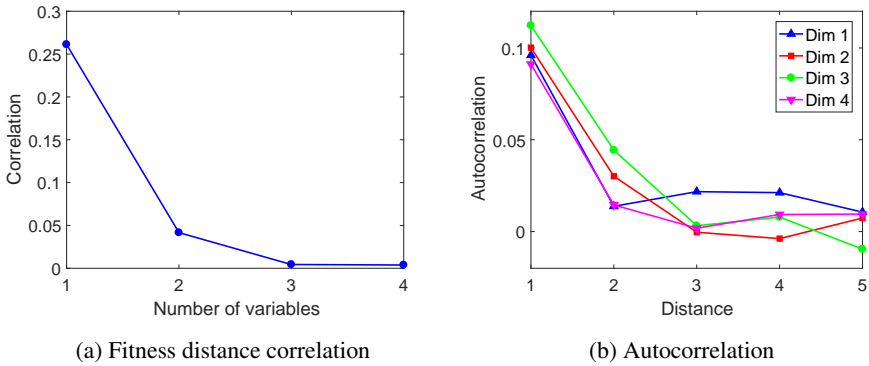 0.3
0.25
0.2
0.15
0.1
0.05
0
Correlation
1 2 3 4
Number of variables
(a) Fitness distance correlation
0.1
0.05
0
Autocorrelation
Dim 1
Dim 2
Dim 3
Dim 4
1 2 3 4 5
Distance
(b) Autocorrelation